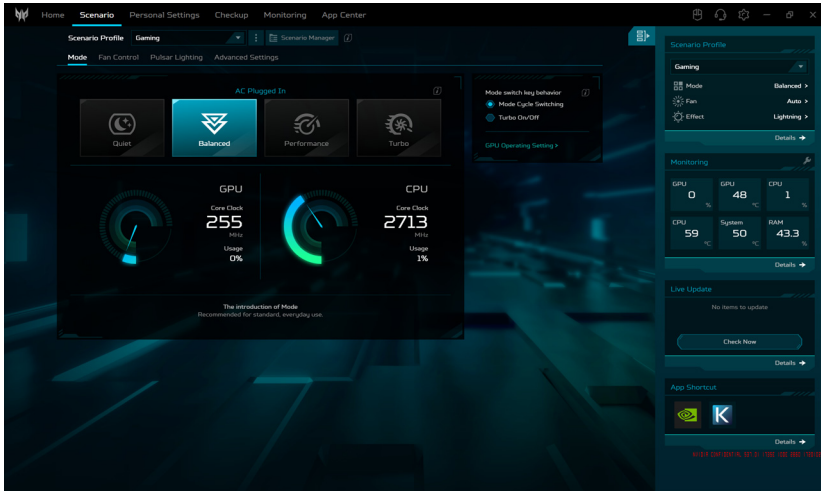 Home Scenario Personal Settings Checkup Monitoring App Center
Scenario Profile Gaming Scenario Manager
Mode Fan Control Pulsar Lighting Advanced Settings
AC Plugged In
Quiet Balanced Performance Turbo
GPU
Core Clock
255
MHz
Usage
0%
CPU
Core Clock
2713
MHz
Usage
1%
The introduction of Mode
Recommended for standard, everyday use.
Mode switch key behavior
Mode Cycle Switching
Turbo On/Off
GPU Operating Setting >
Scenario Profile
Gaming
Mode Balanced >
Fan Auto >
Effect Lightning >
Details
Monitoring
GPU 0 %
GPU 48 °C
CPU 1 %
CPU 59 °C
System 50 °C
RAM 43.3 %
Details
Live Update
No items to update
Check Now
Details
App Shortcut
K
Details